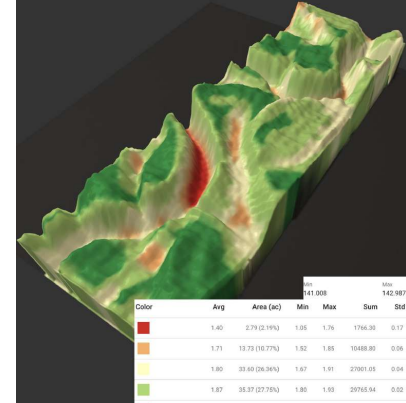 Min Max
141.008 142.987
Color Avg Area (ac) Min Max Sum Std
1.40 2.79 (2.19%) 1.05 1.76 1766.30 0.17
1.71 13.73 (10.77%) 1.52 1.85 10488.80 0.06
1.80 33.60 (26.36%) 1.67 1.91 27001.05 0.04
1.87 35.37 (27.75%) 1.80 1.93 29765.94 0.02